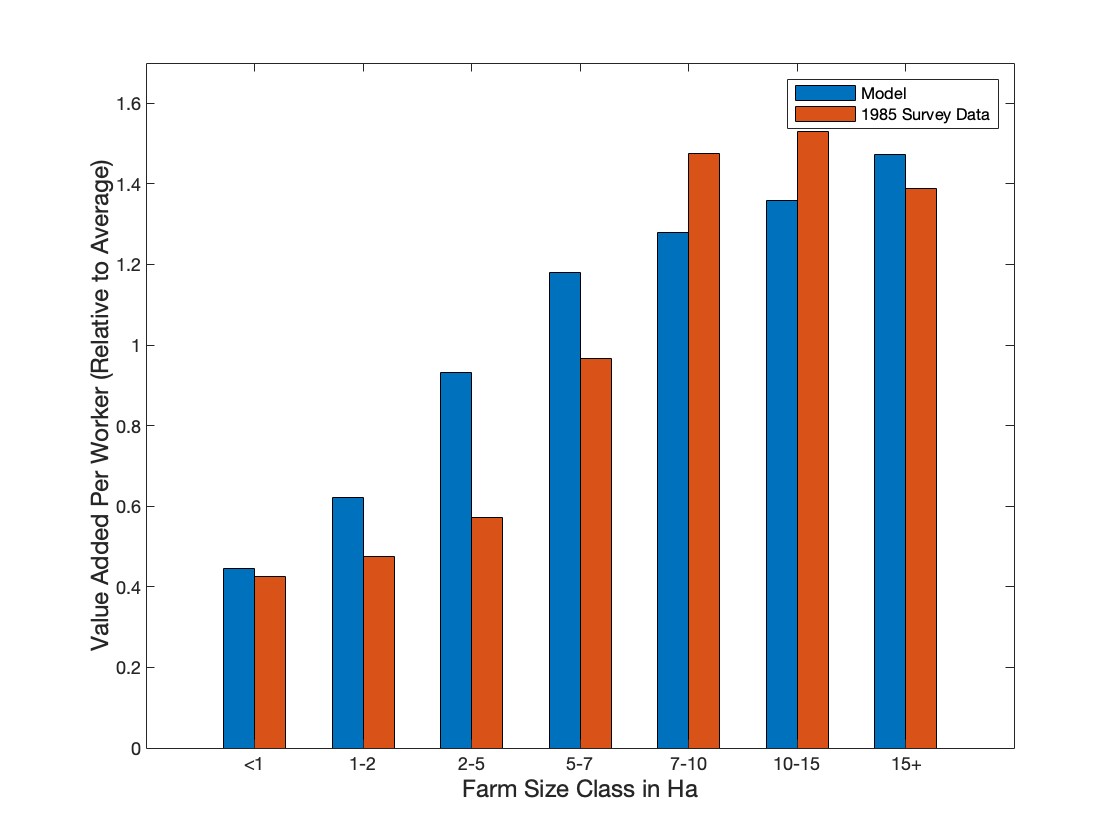 Value Added Per Worker (Relative to Average)
1.6
1.4
1.2
1
0.8
0.6
0.4
0.2
0
Model
1985 Survey Data
<1 1-2 2-5 5-7 7-10 10-15 15+
Farm Size Class in Ha